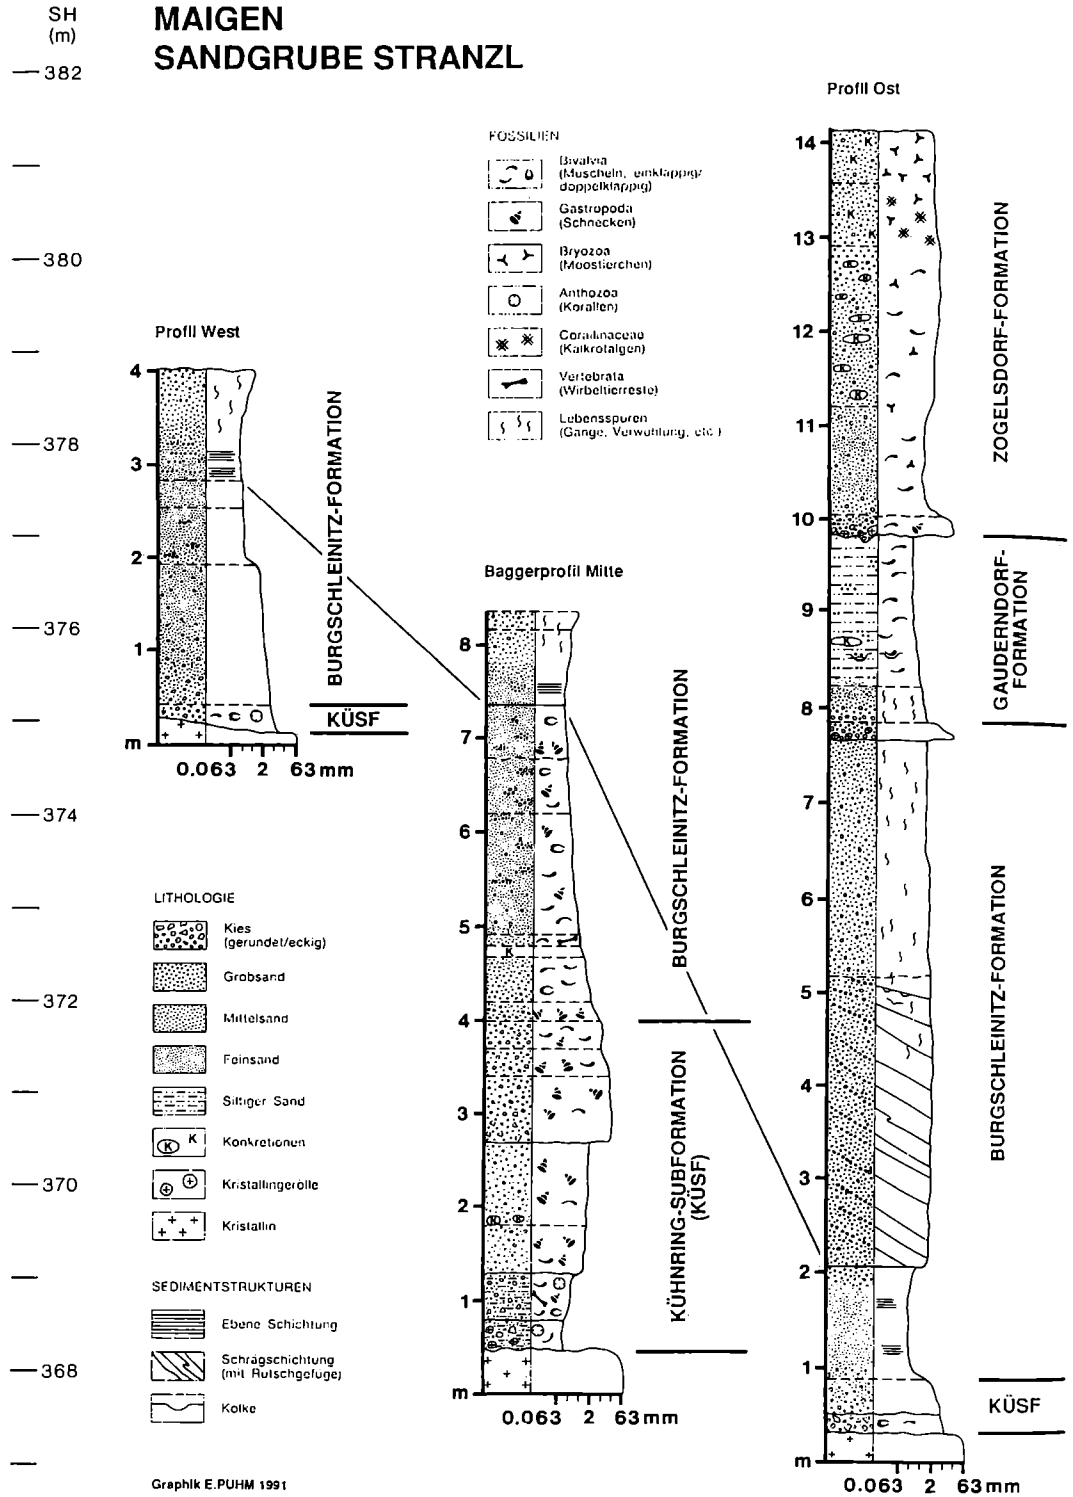 SH
(m)
MAIGEN
SANDGRUBE STRANZL
382
380
378
376
374
372
370
368
Profil West
4
3
2
1
m
0.063 2 63mm
BURGSCHLEINITZ-FORMATION
KÜSF
FOSSILIEN
Bivalvia
(Muscheln, einklappig/
doppelklappig)
Gastropoda
(Schnecken)
Bryozoa
(Moostierchen)
Anthozoa
(Korallen)
Corallinaceae
(Kalkrotalgen)
Vertebrata
(Wirbeltierreste)
Lebensspuren
(Gänge, Verwühlung, etc.)
Baggerprofil Mitte
8
7
6
5
4
3
2
1
m
K
0.063 2 63mm
BURGSCHLEINITZ-FORMATION
KÜHNRING-SUBFORMATION
(KÜSF)
Profil Ost
14
13
12
11
10
9
8
7
6
5
4
3
2
1
m
K
K
K
K
K
K
K
0.063 2 63mm
ZOGELSDORF-FORMATION
GAUDERNDORF-
FORMATION
BURGSCHLEINITZ-FORMATION
KÜSF
LITHOLOGIE
Kies
(gerundet/eckig)
Grobsand
Mittelsand
Feinsand
Siltiger Sand
K K
Konkretionen
Kristallingerölle
Kristallin
SEDIMENTSTRUKTUREN
Ebene Schichtung
Schrägschichtung
(mit Rutschgefüge)
Kolke
Graphik E.PUHM 1991